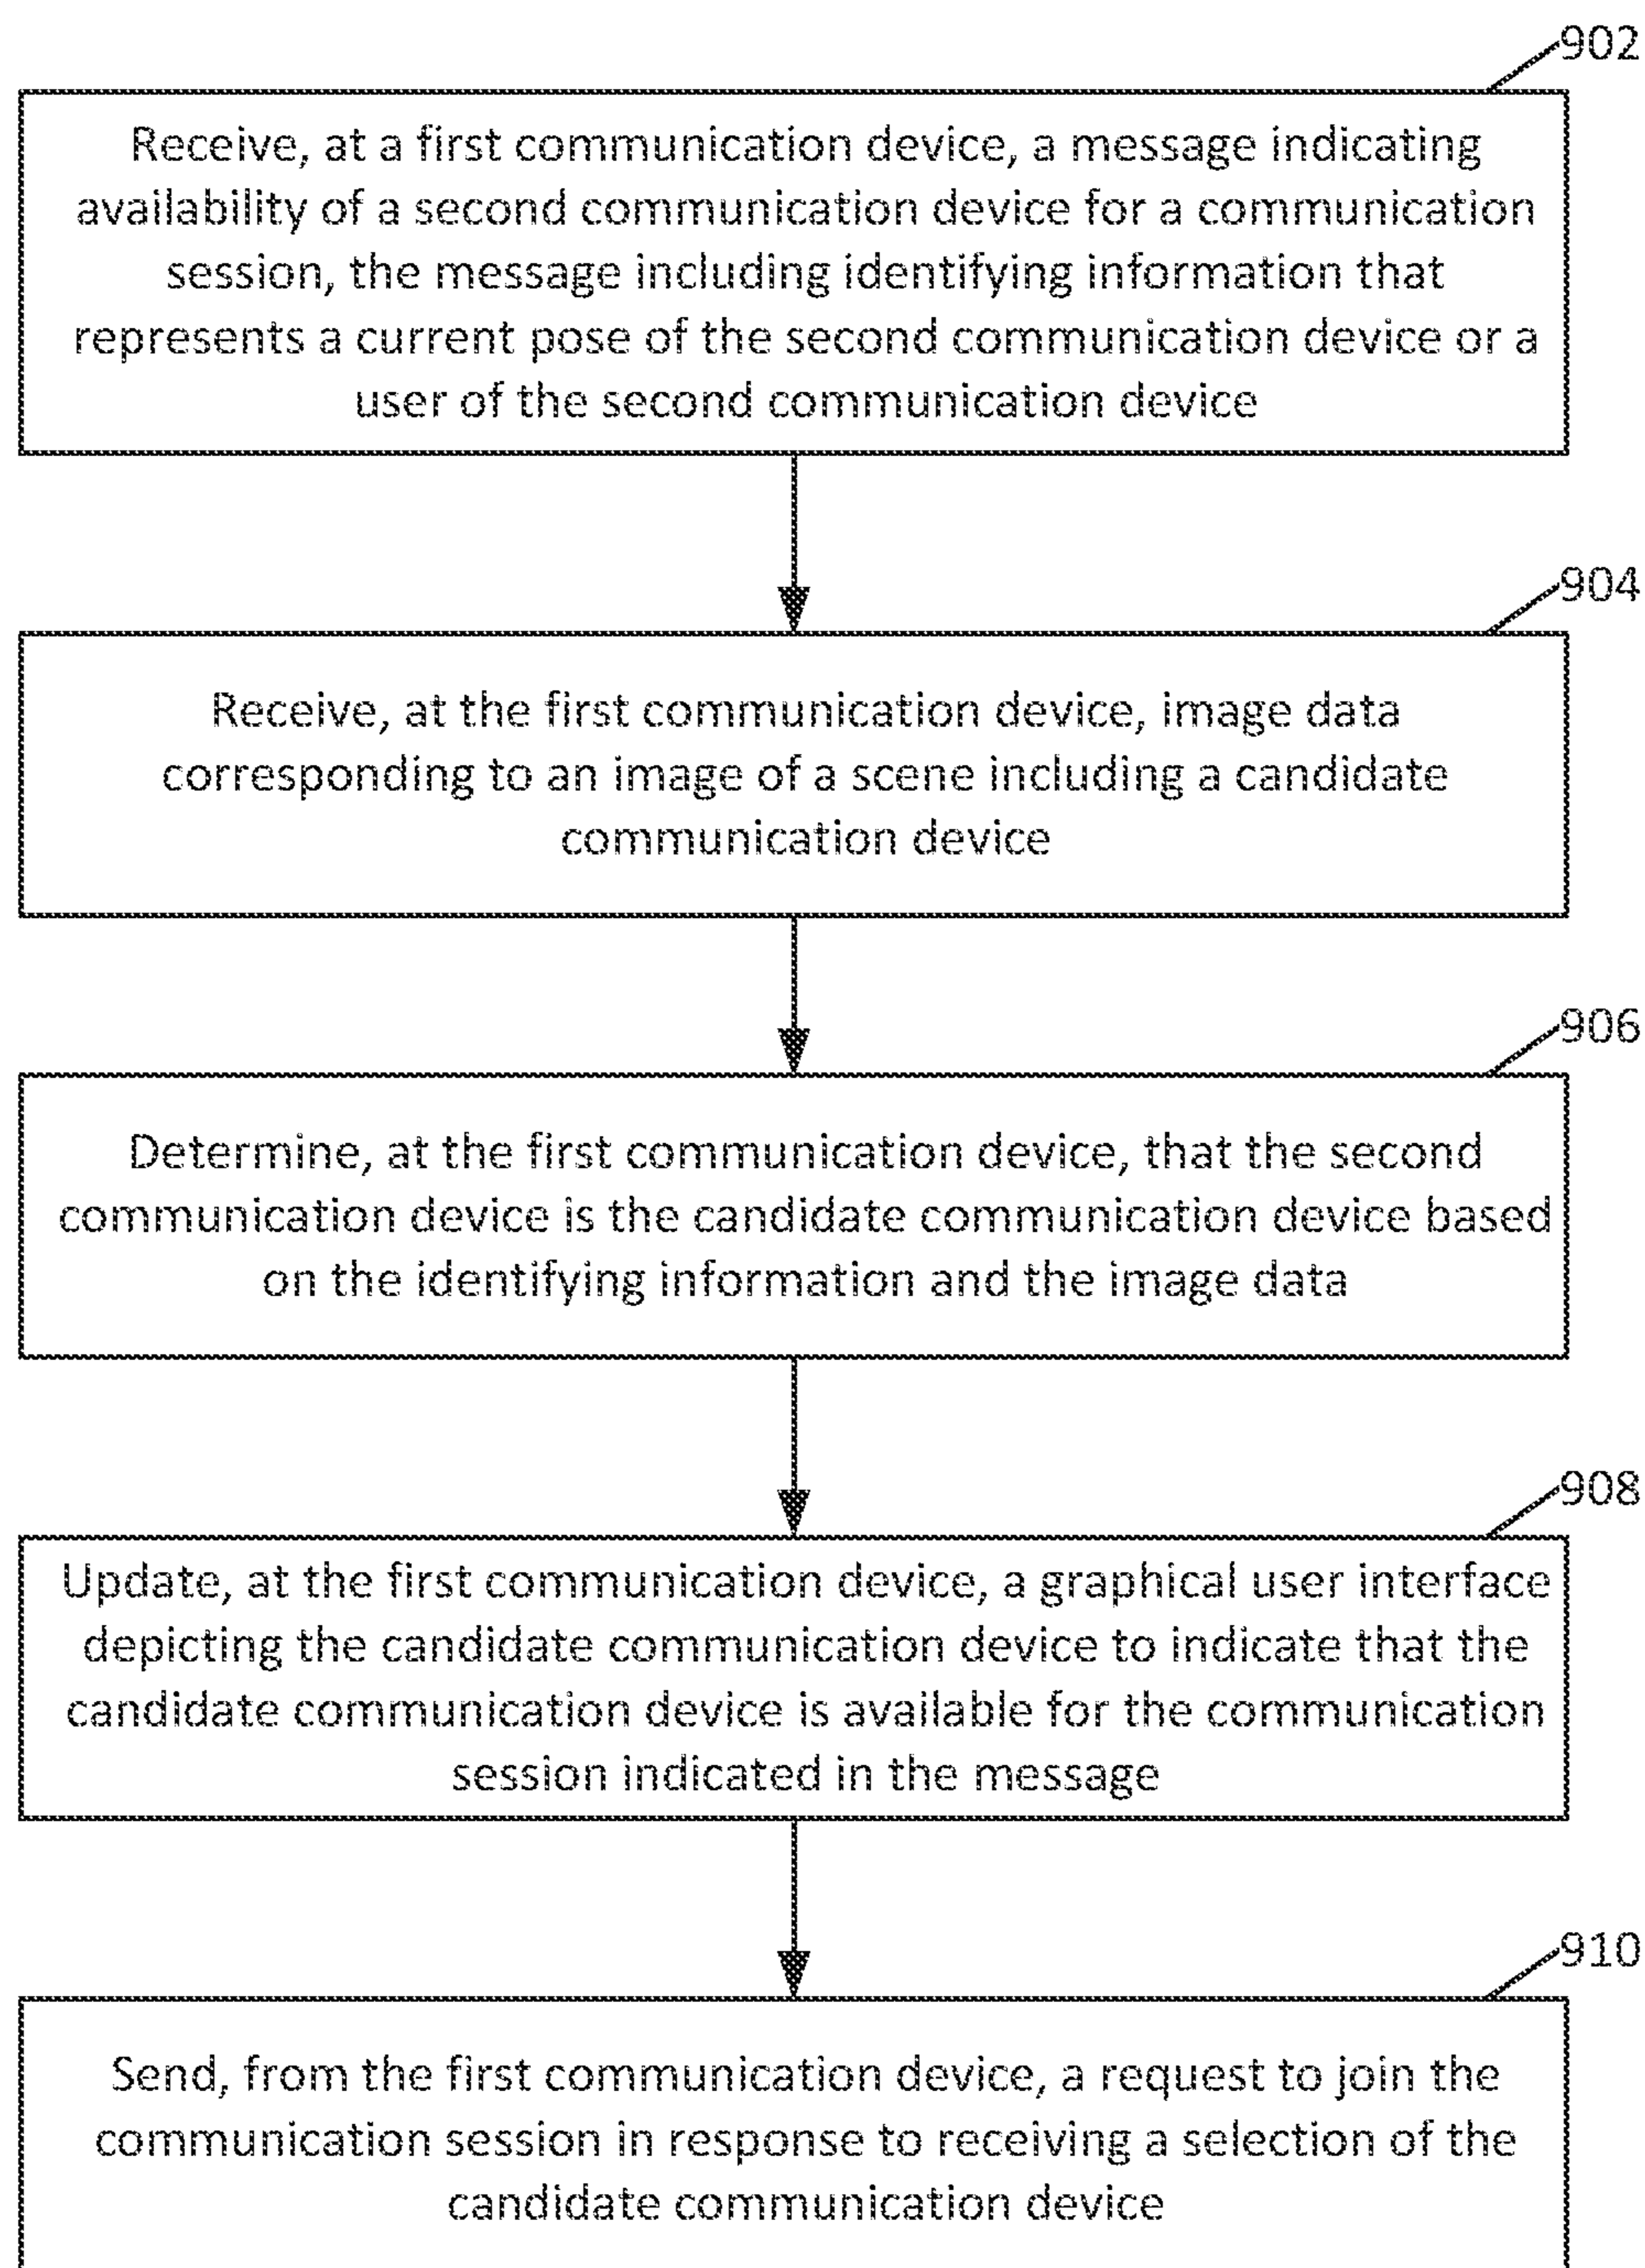 902
Receive, at a first communication device, a message indicating
availability of a second communication device for a communication
session, the message including identifying information that
represents a current pose of the second communication device or a
user of the second communication device
904
Receive, at the first communication device, image data
corresponding to an image of a scene including a candidate
communication device
906
Determine, at the first communication device, that the second
communication device is the candidate communication device based
on the identifying information and the image data
908
Update, at the first communication device, a graphical user interface
depicting the candidate communication device to indicate that the
candidate communication device is available for the communication
session indicated in the message
910
Send, from the first communication device, a request to join the
communication session in response to receiving a selection of the
candidate communication device